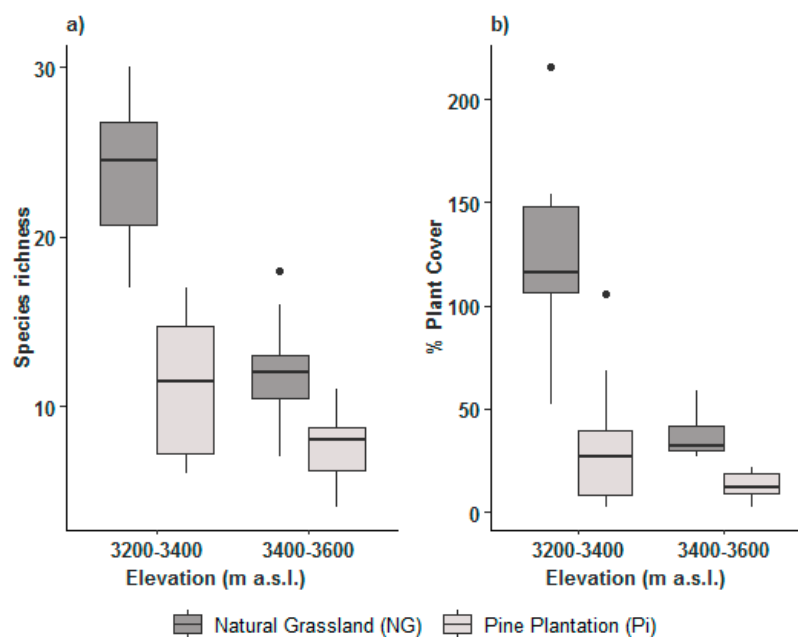 a)
30
20
10
Species richness
3200-3400
3400-3600
Elevation (m a.s.l.)
b)
200
150
100
50
0
% Plant Cover
3200-3400
3400-3600
Elevation (m a.s.l.)
Natural Grassland (NG)
Pine Plantation (Pi)